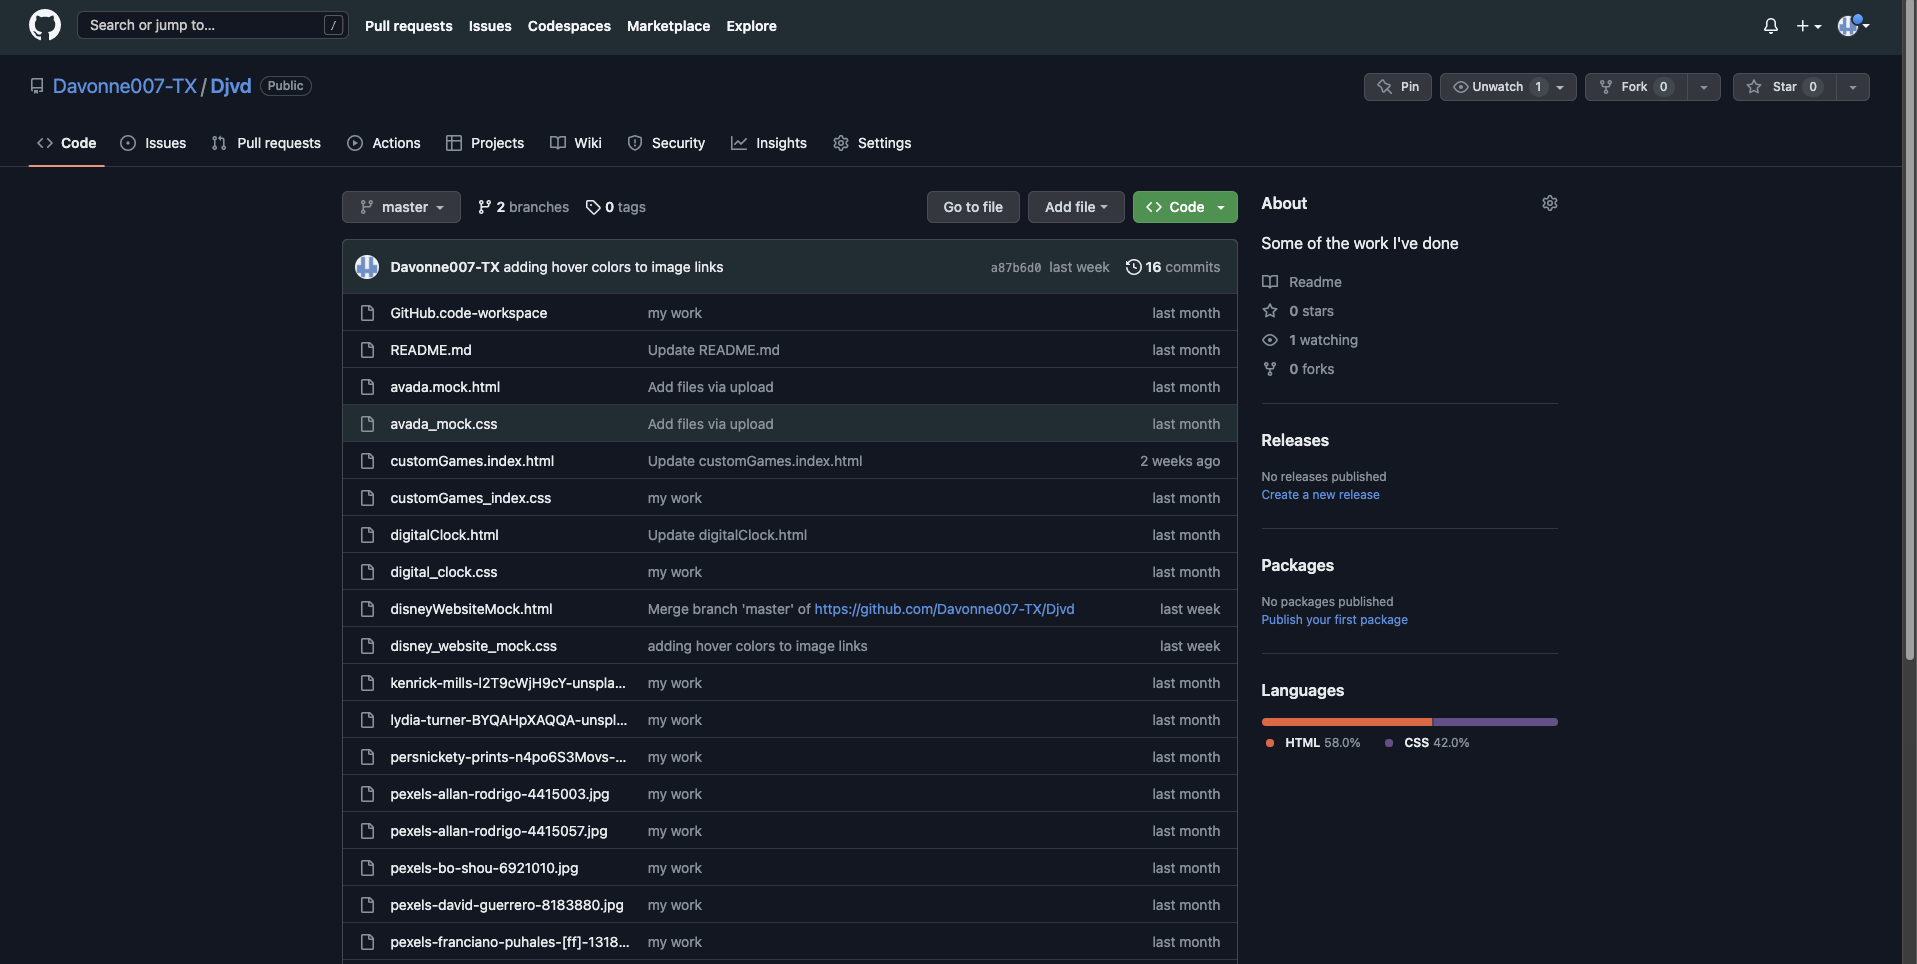 Search or jump to... /
Pull requests Issues Codespaces Marketplace Explore
Davonne007-TX / Djvd Public
Pin Unwatch 1 Fork 0 Star 0
Code Issues Pull requests Actions Projects Wiki Security Insights Settings
master 2 branches 0 tags Go to file Add file Code
Davonne007-TX adding hover colors to image links a87b6d0 last week 16 commits
GitHub.code-workspace my work last month
README.md Update README.md last month
avada.mock.html Add files via upload last month
avada_mock.css Add files via upload last month
customGames.index.html Update customGames.index.html 2 weeks ago
customGames_index.css my work last month
digitalClock.html Update digitalClock.html last month
digital_clock.css my work last month
disneyWebsiteMock.html Merge branch 'master' of https://github.com/Davonne007-TX/Djvd last week
disney_website_mock.css adding hover colors to image links last week
kenrick-mills-l2T9cWjH9cY-unspla... my work last month
lydia-turner-BYQAHpXAQQA-unspl... my work last month
persnickety-prints-n4po6S3Movs-... my work last month
pexels-allan-rodrigo-4415003.jpg my work last month
pexels-allan-rodrigo-4415057.jpg my work last month
pexels-bo-shou-6921010.jpg my work last month
pexels-david-guerrero-8183880.jpg my work last month
pexels-franciano-puhales-[ff]-1318... my work last month
About
Some of the work I've done
Readme
0 stars
1 watching
0 forks
Releases
No releases published
Create a new release
Packages
No packages published
Publish your first package
Languages
HTML 58.0% CSS 42.0%